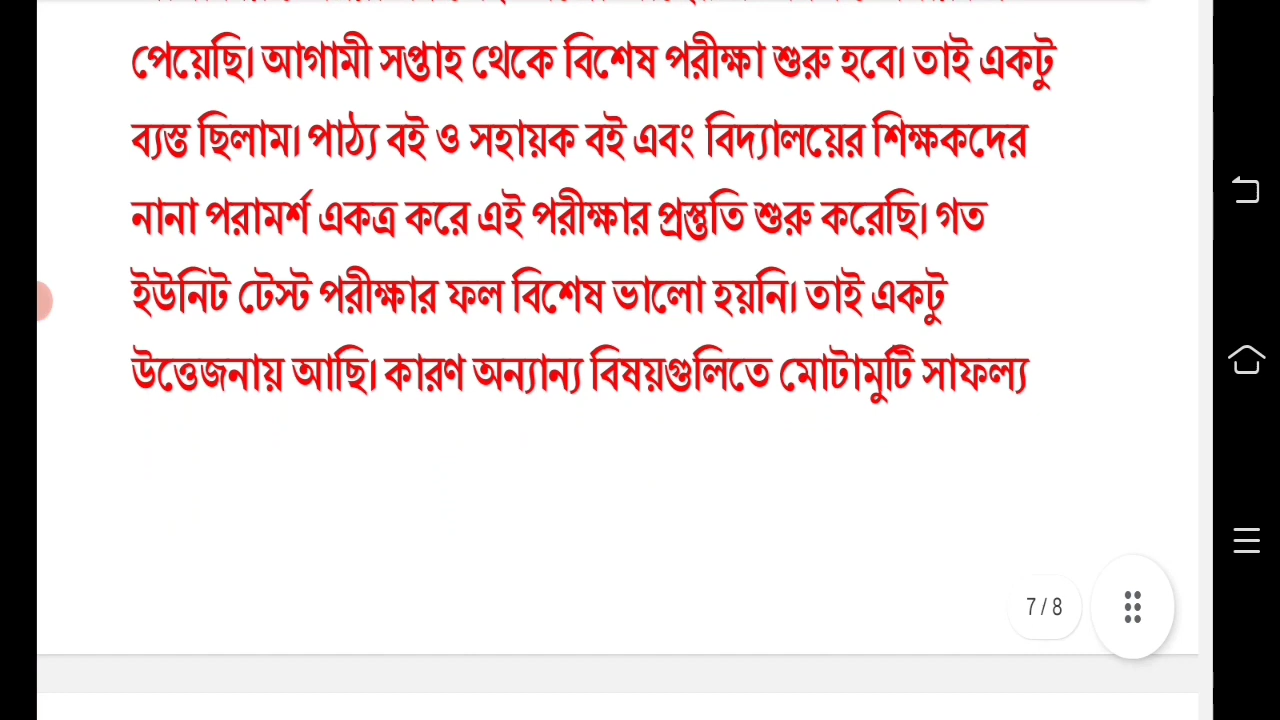 পেয়েছি। আগামী সপ্তাহ থেকে বিশেষ পরীক্ষা শুরু হবে। তাই একটু
ব্যস্ত ছিলাম। পাঠ্য বই ও সহায়ক বই এবং বিদ্যালয়ের শিক্ষকদের
নানা পরামর্শ একত্র করে এই পরীক্ষার প্রস্তুতি শুরু করেছি। গত
ইউনিট টেস্ট পরীক্ষার ফল বিশেষ ভালো হয়নি। তাই একটু
উত্তেজনায় আছি। কারণ অন্যান্য বিষয়গুলিতে মোটামুটি সাফল্য
7 / 8